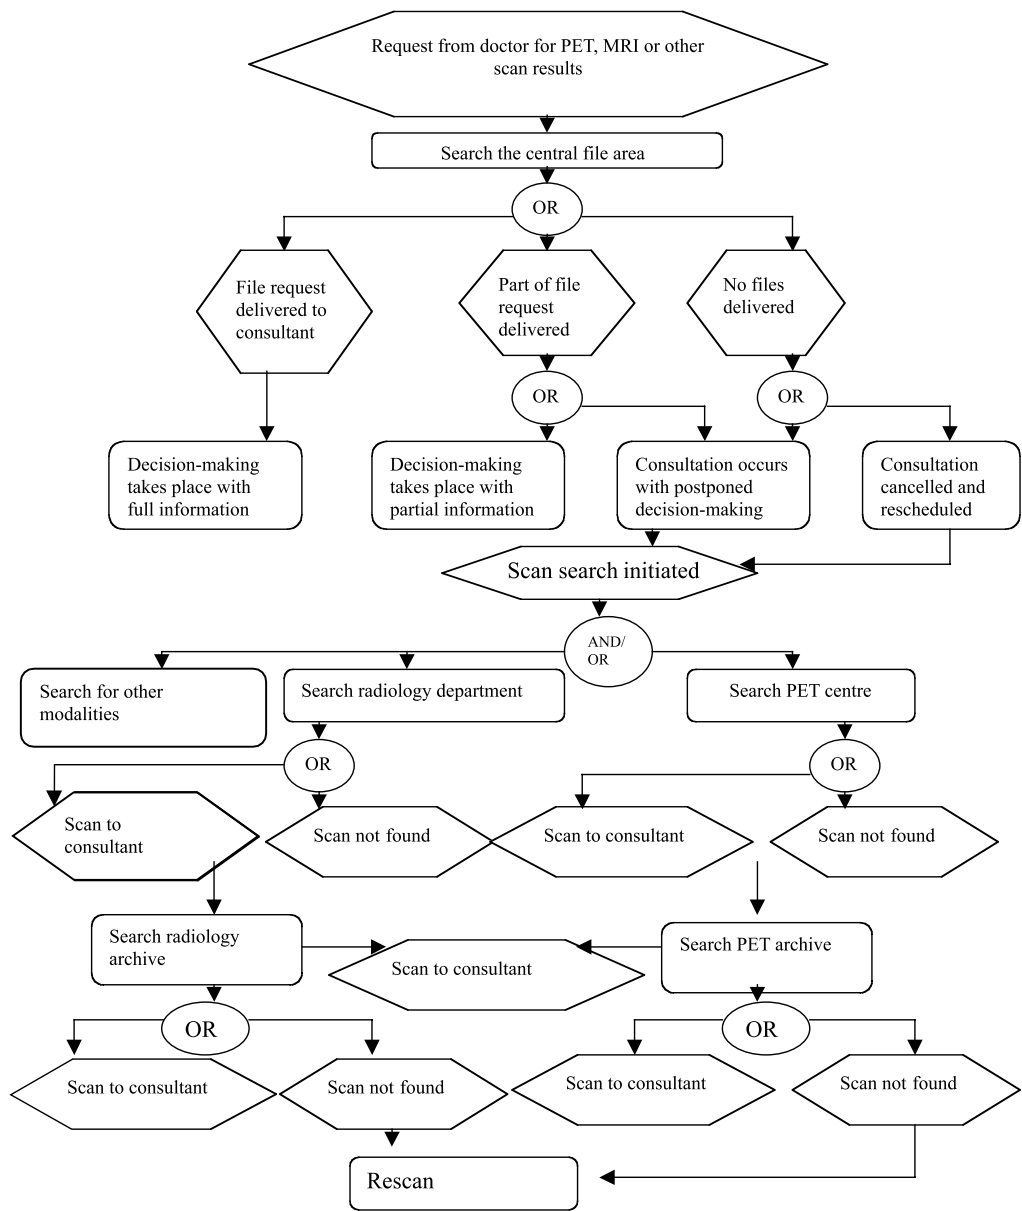 Request from doctor for PET, MRI or other
scan results
Search the central file area
OR
File request
delivered to
consultant
Part of file
request
delivered
No files
delivered
OR
OR
Decision-making
takes place with
full information
Decision-making
takes place with
partial information
Consultation occurs
with postponed
decision-making
Consultation
cancelled and
rescheduled
Scan search initiated
AND/
OR
Search for other
modalities
Search radiology department
Search PET centre
OR
OR
Scan to
consultant
Scan not found
Scan to consultant
Scan not found
Search radiology
archive
Scan to consultant
Search PET archive
OR
OR
Scan to consultant
Scan not found
Scan to consultant
Scan not found
Rescan